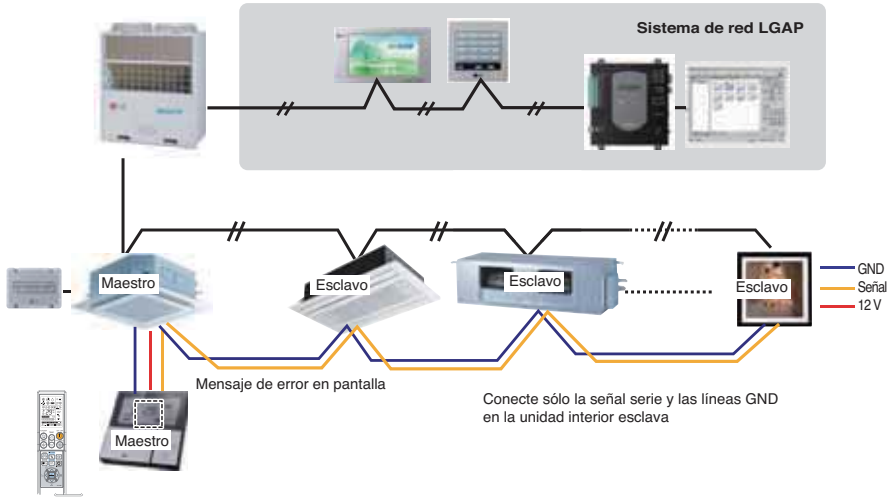 Sistema de red LGAP
Maestro
Esclavo
Esclavo
Esclavo
GND
Señal
12 V
Mensaje de error en pantalla
Conecte sólo la señal serie y las líneas GND
en la unidad interior esclava
Maestro